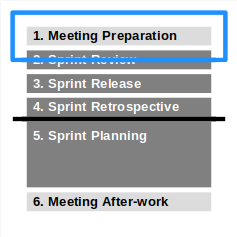 1. Meeting Preparation
2. Sprint Review
3. Sprint Release
4. Sprint Retrospective
5. Sprint Planning
6. Meeting After-work